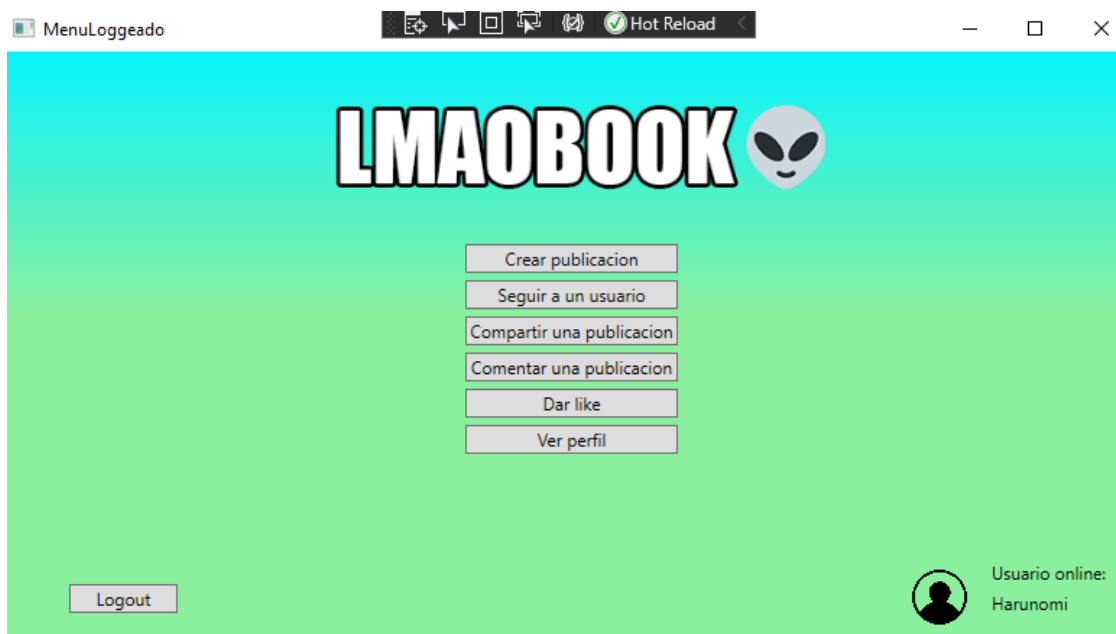 MenuLoggeado
Hot Reload
LMAOBOOK
Crear publicacion
Seguir a un usuario
Compartir una publicacion
Comentar una publicacion
Dar like
Ver perfil
Logout
Usuario online:
Harunomi